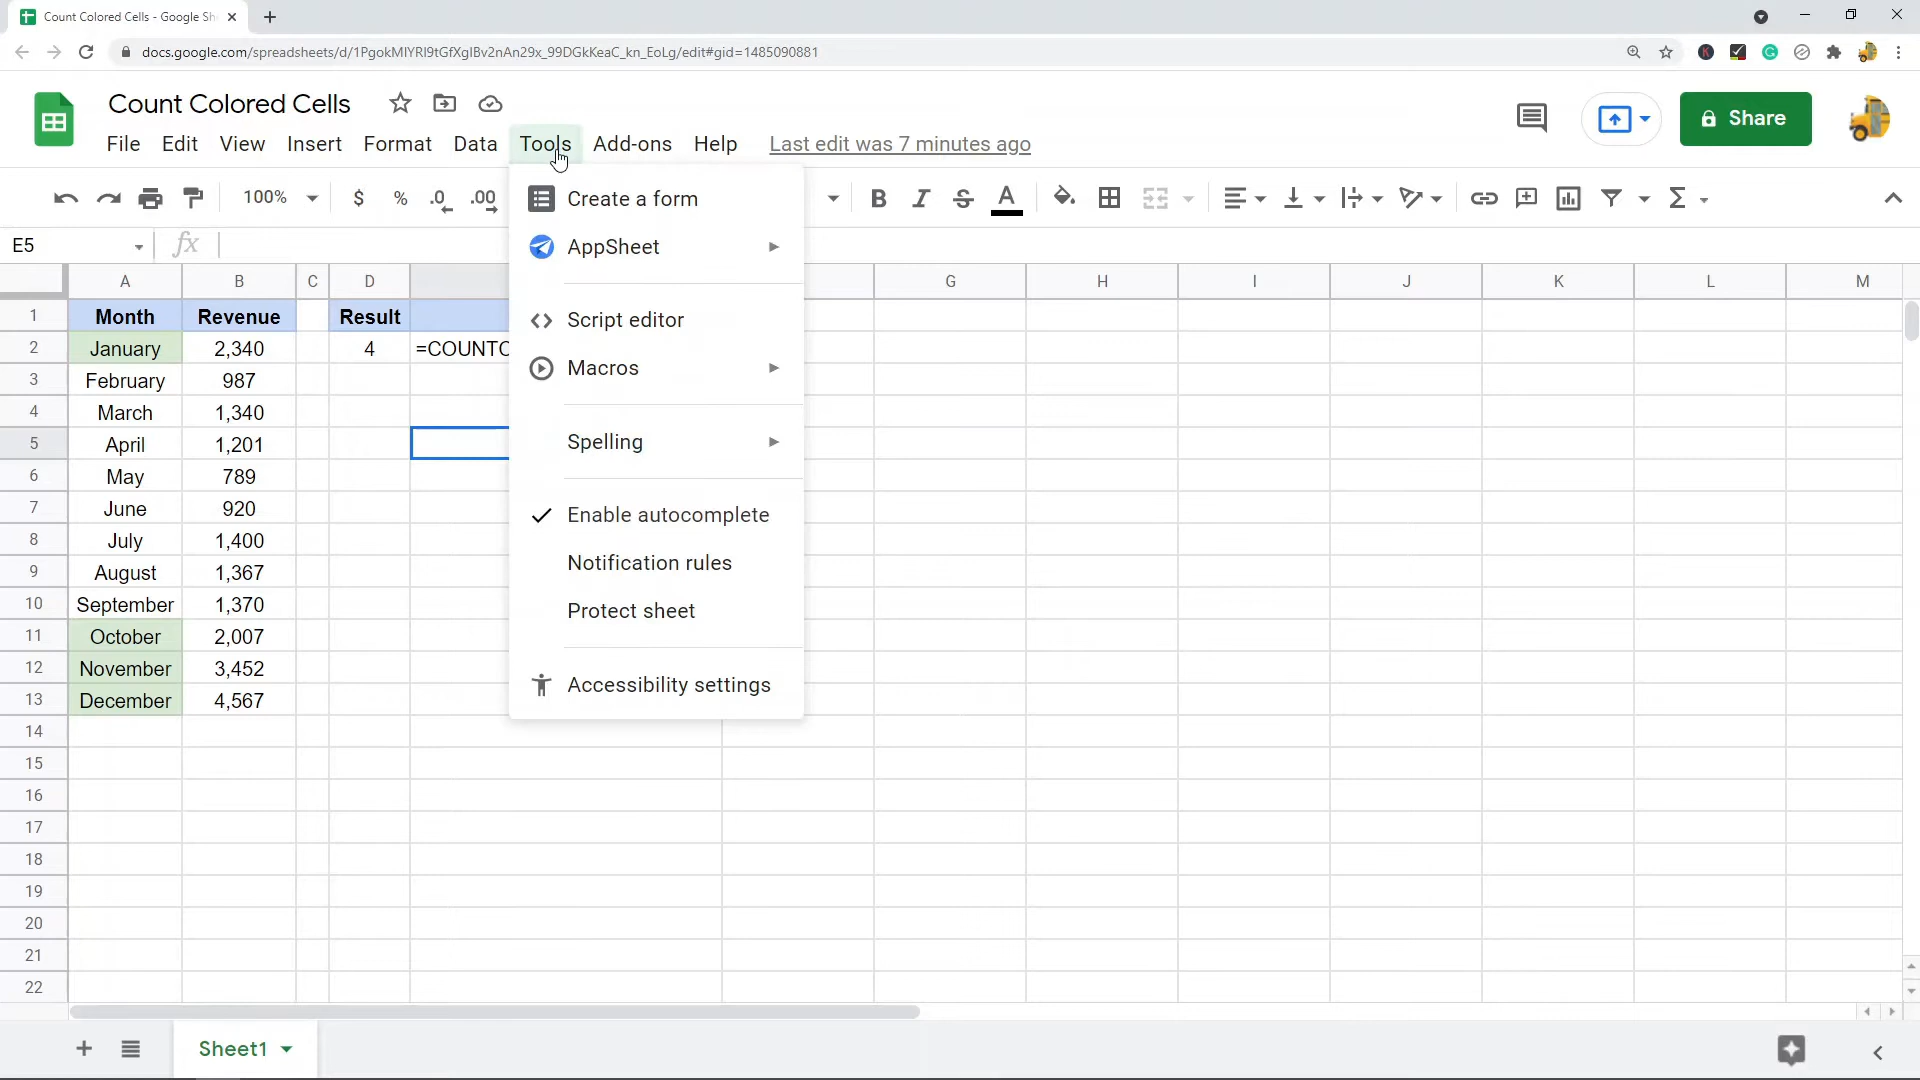 Count Colored Cells - Google Sh
docs.google.com/spreadsheets/d/1PgokMlYRl9tGfXglBv2nAn29x_99DGkKeaC_kn_EoLg/edit#gid=1485090881
Count Colored Cells
Share
File Edit View Insert Format Data Tools Add-ons Help Last edit was 7 minutes ago
100% $ % .0 .00 B I S A Σ
E5 fx
A B C D G H I J K L M
1 Month Revenue Result
2 January 2,340 4 =COUNTC
3 February 987
4 March 1,340
5 April 1,201
6 May 789
7 June 920
8 July 1,400
9 August 1,367
10 September 1,370
11 October 2,007
12 November 3,452
13 December 4,567
14
15
16
17
18
19
20
21
22
Create a form
AppSheet
Script editor
Macros
Spelling
Enable autocomplete
Notification rules
Protect sheet
Accessibility settings
Sheet1